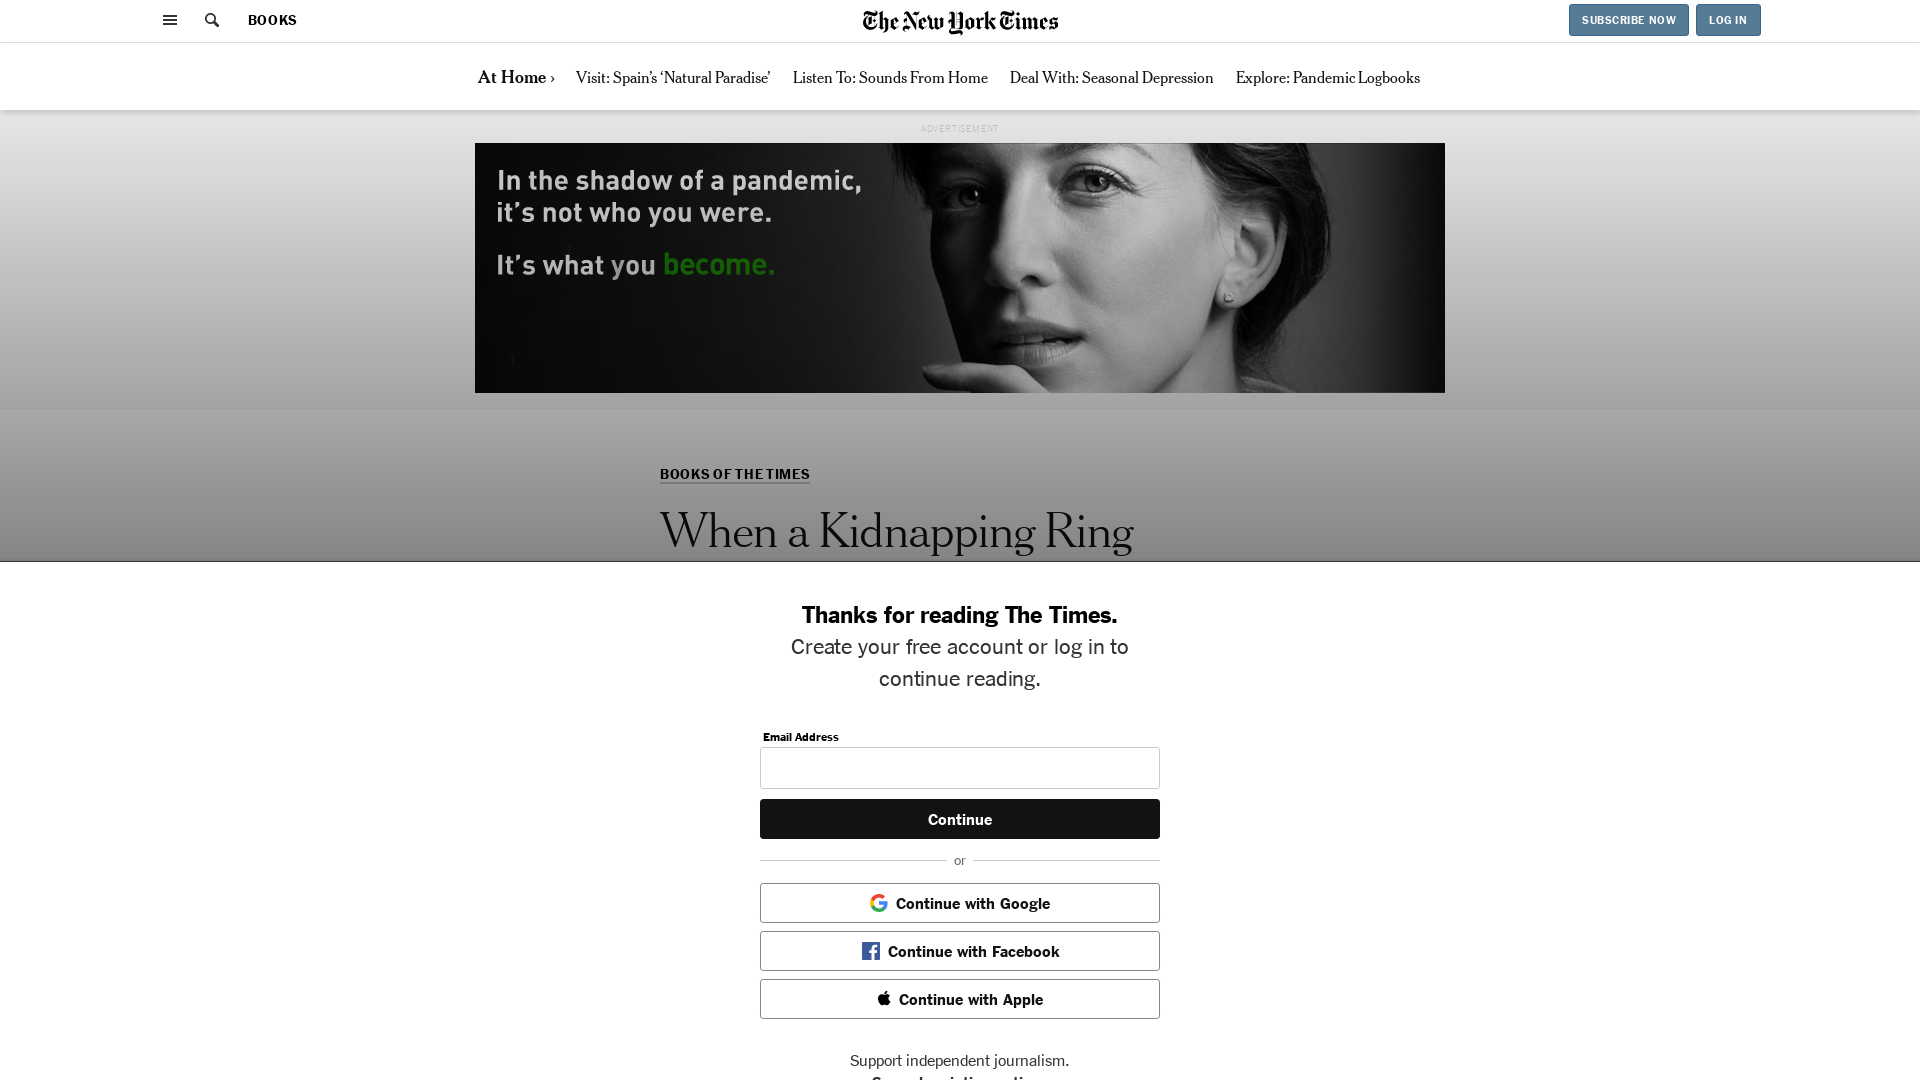 BOOKS
The New York Times
SUBSCRIBE NOW
LOG IN
At Home ›
Visit: Spain's ‘Natural Paradise’
Listen To: Sounds From Home
Deal With: Seasonal Depression
Explore: Pandemic Logbooks
ADVERTISEMENT
In the shadow of a pandemic,
it's not who you were.
It's what you become.
BOOKS OF THE TIMES
When a Kidnapping Ring
Thanks for reading The Times.
Create your free account or log in to
continue reading.
Email Address
Continue
or
Continue with Google
Continue with Facebook
Continue with Apple
Support independent journalism.